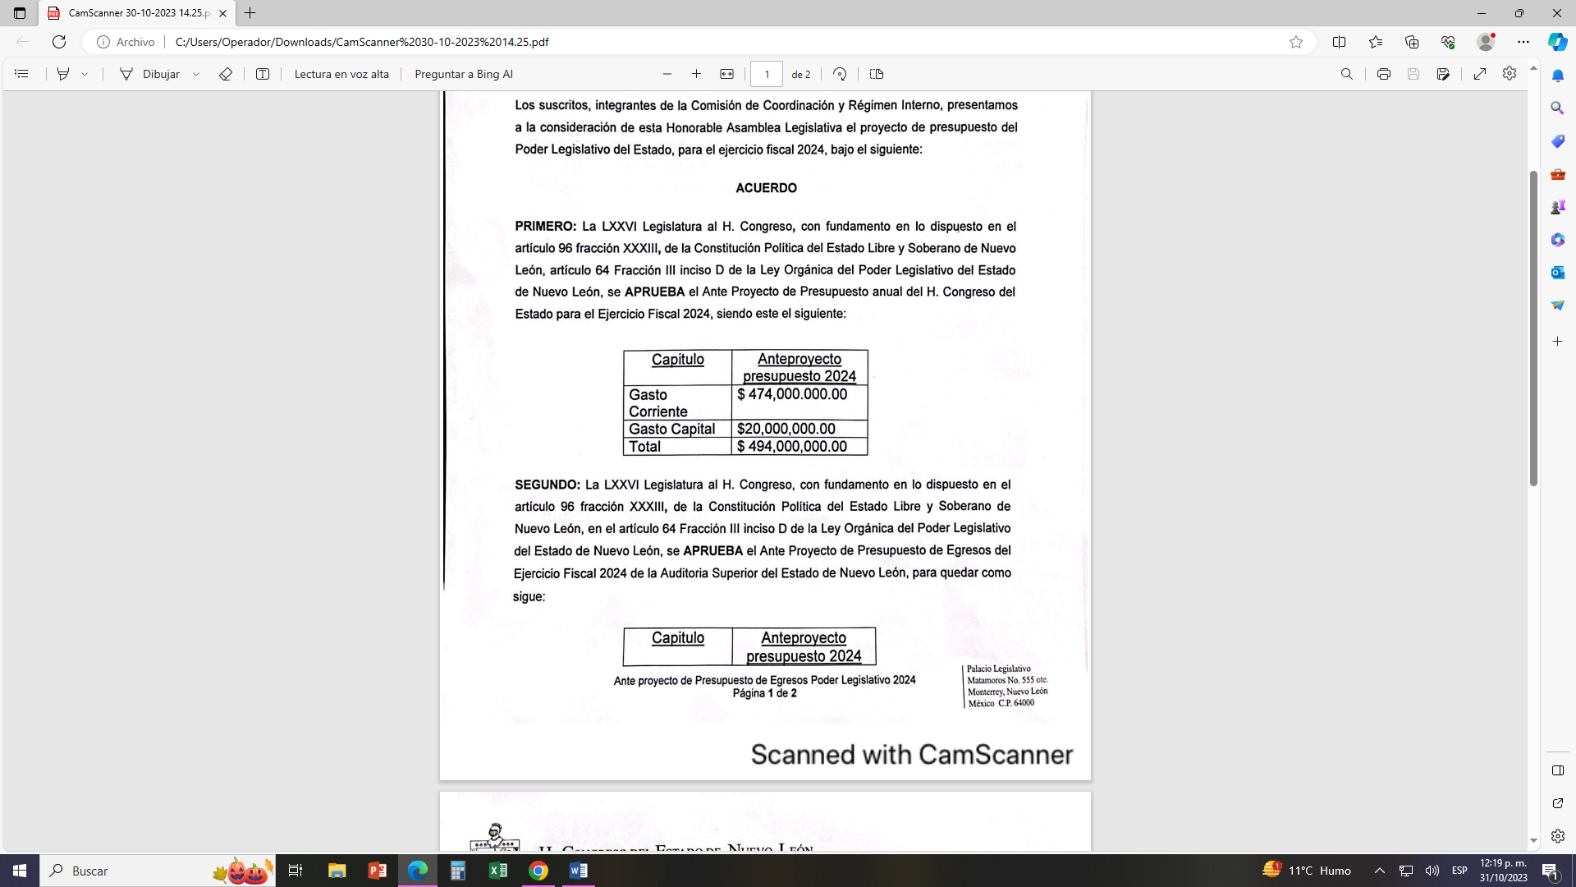 CamScanner 30-10-2023 14.25.p
Archivo
C:/Users/Operador/Downloads/CamScanner%2030-10-2023%2014.25.pdf
Dibujar
Lectura en voz alta
Preguntar a Bing AI
1
de 2
Los suscritos, integrantes de la Comisión de Coordinación y Régimen Interno, presentamos
a la consideración de esta Honorable Asamblea Legislativa el proyecto de presupuesto del
Poder Legislativo del Estado, para el ejercicio fiscal 2024, bajo el siguiente:
ACUERDO
PRIMERO: La LXXVI Legislatura al H. Congreso, con fundamento en lo dispuesto en el
artículo 96 fracción XXXIII, de la Constitución Política del Estado Libre y Soberano de Nuevo
León, artículo 64 Fracción III inciso D de la Ley Orgánica del Poder Legislativo del Estado
de Nuevo León, se APRUEBA el Ante Proyecto de Presupuesto anual del H. Congreso del
Estado para el Ejercicio Fiscal 2024, siendo este el siguiente:
Capitulo
Anteproyecto
presupuesto 2024
Gasto
Corriente
$ 474,000.000.00
Gasto Capital
$20,000,000.00
Total
$ 494,000,000.00
SEGUNDO: La LXXVI Legislatura al H. Congreso, con fundamento en lo dispuesto en el
artículo 96 fracción XXXIII, de la Constitución Política del Estado Libre y Soberano de
Nuevo León, en el artículo 64 Fracción III inciso D de la Ley Orgánica del Poder Legislativo
del Estado de Nuevo León, se APRUEBA el Ante Proyecto de Presupuesto de Egresos del
Ejercicio Fiscal 2024 de la Auditoria Superior del Estado de Nuevo León, para quedar como
sigue:
Capitulo
Anteproyecto
presupuesto 2024
Ante proyecto de Presupuesto de Egresos Poder Legislativo 2024
Página 1 de 2
Palacio Legislativo
Matamoros No. 555 ote.
Monterrey, Nuevo León
México C.P. 64000
Scanned with CamScanner
H. Congreso del Estado de Nuevo León
Buscar
11°C Humo
ESP
12:19 p. m.
31/10/2023